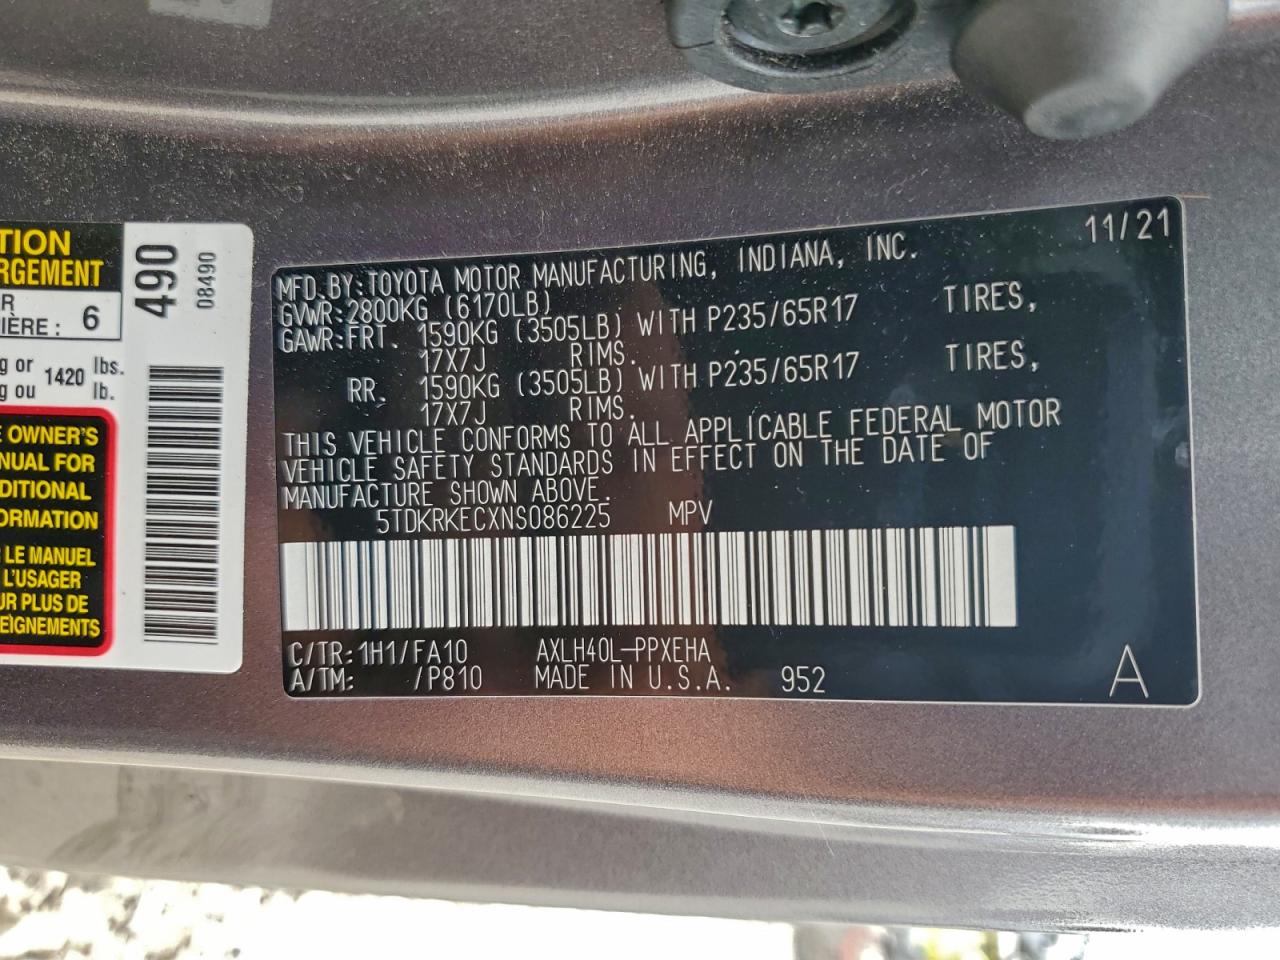 TION
RGEMENT
R
IÈRE : 6
g or 1420 lbs.
g ou lb.
E OWNER'S
NUAL FOR
DITIONAL
ORMATION
LE MANUEL
L'USAGER
UR PLUS DE
EIGNEMENTS
490
08490
11/21
MFD.BY:TOYOTA MOTOR MANUFACTURING, INDIANA, INC.
GVWR:2800KG (6170LB)
GAWR:FRT. 1590KG (3505LB) WITH P235/65R17 TIRES,
17X7J RIMS.
RR. 1590KG (3505LB) WITH P235/65R17 TIRES,
17X7J RIMS.
THIS VEHICLE CONFORMS TO ALL APPLICABLE FEDERAL MOTOR
VEHICLE SAFETY STANDARDS IN EFFECT ON THE DATE OF
MANUFACTURE SHOWN ABOVE.
5TDKRKECXNS086225 MPV
C/TR:1H1/FA10 AXLH40L-PPXEHA
A/TM: /P810 MADE IN U.S.A. 952 A